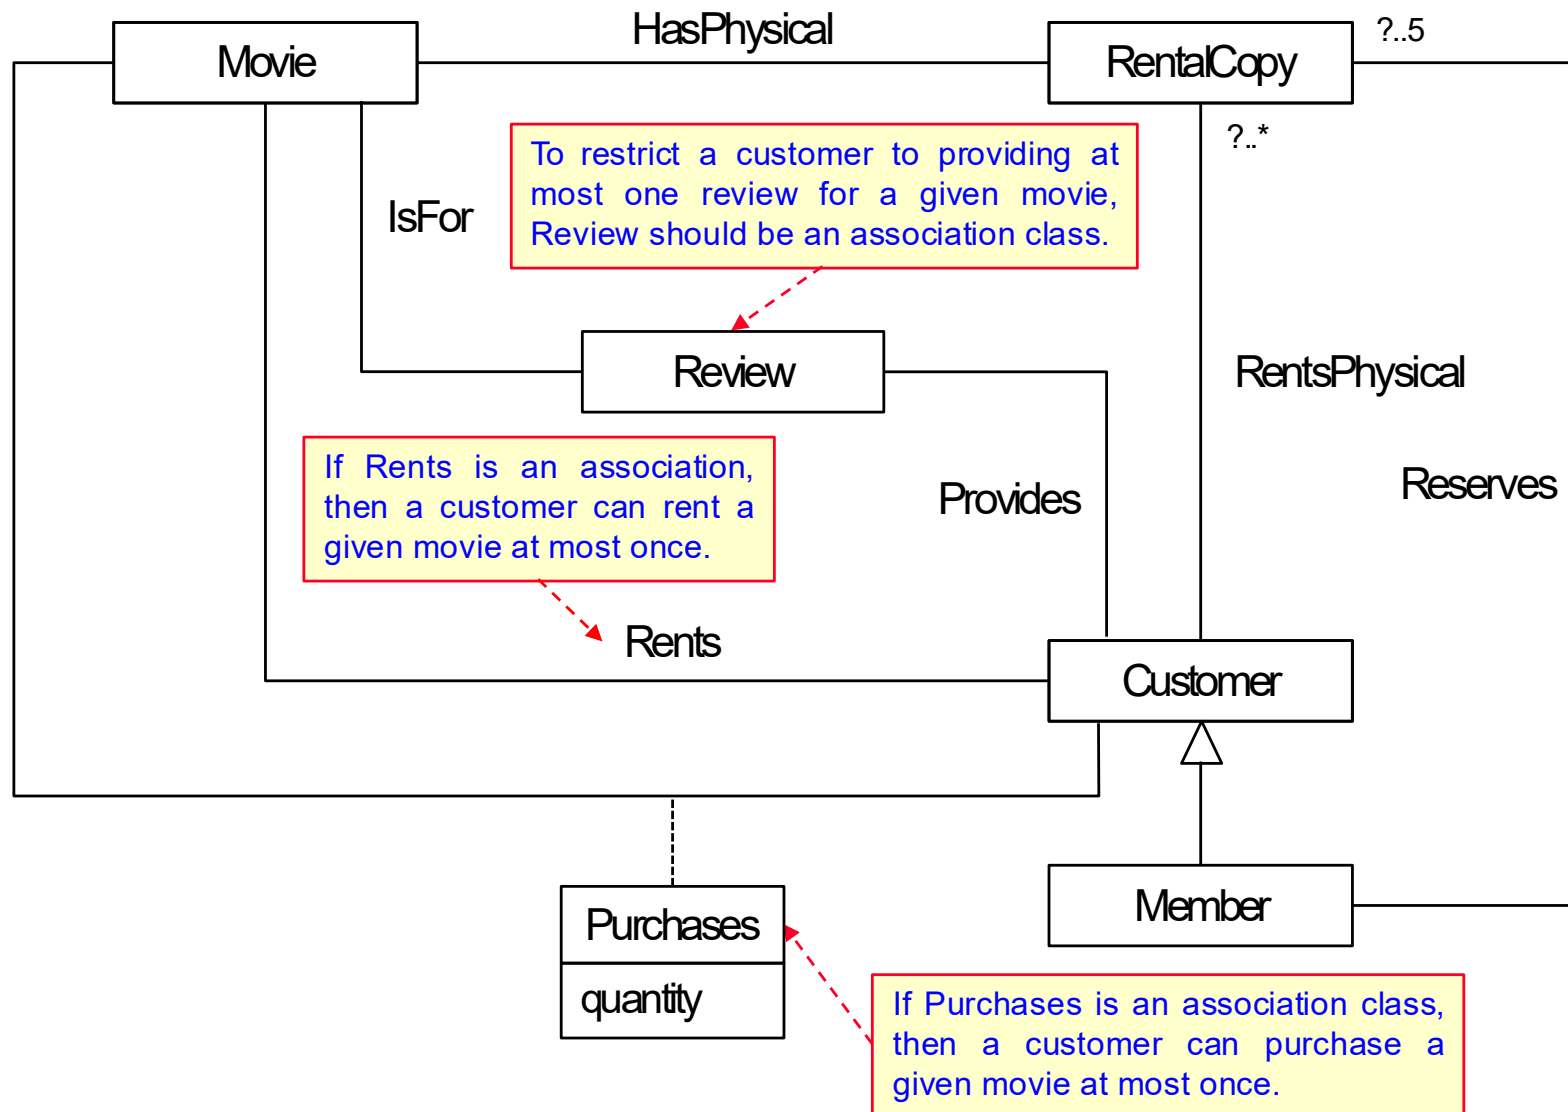 HasPhysical
?..5
Movie
RentalCopy
?..*
To restrict a customer to providing at
most one review for a given movie,
Review should be an association class.
IsFor
Review
RentsPhysical
If Rents is an association,
then a customer can rent a
given movie at most once.
Provides
Reserves
Rents
Customer
Purchases
quantity
Member
If Purchases is an association class,
then a customer can purchase a
given movie at most once.